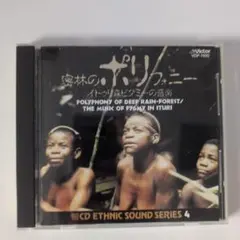 Victor
密林のポリフォニー
イトゥリ森ピグミーの音楽
POLYPHONY OF DEEP RAIN-FOREST/
THE MUSIC OF PYGMY IN ITURI
CD ETHNIC SOUND SERIES 4